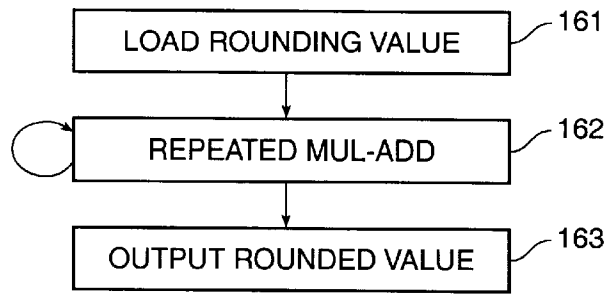 LOAD ROUNDING VALUE 161
REPEATED MUL-ADD 162
OUTPUT ROUNDED VALUE 163